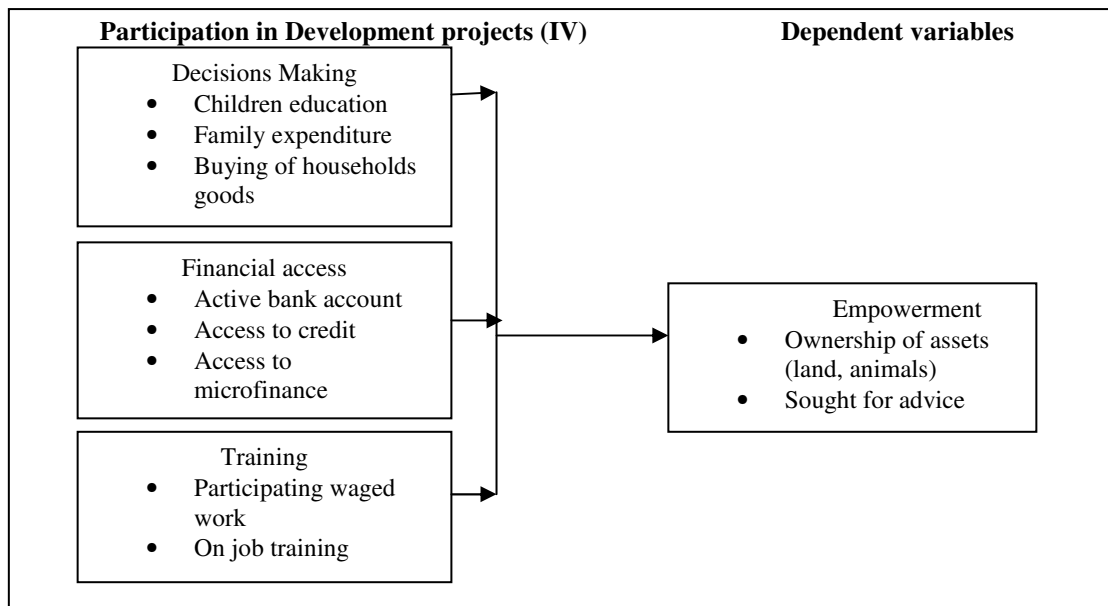 Participation in Development projects (IV)
Dependent variables
Decisions Making
• Children education
• Family expenditure
• Buying of households
goods
Financial access
• Active bank account
• Access to credit
• Access to
microfinance
Training
• Participating waged
work
• On job training
Empowerment
• Ownership of assets
(land, animals)
• Sought for advice